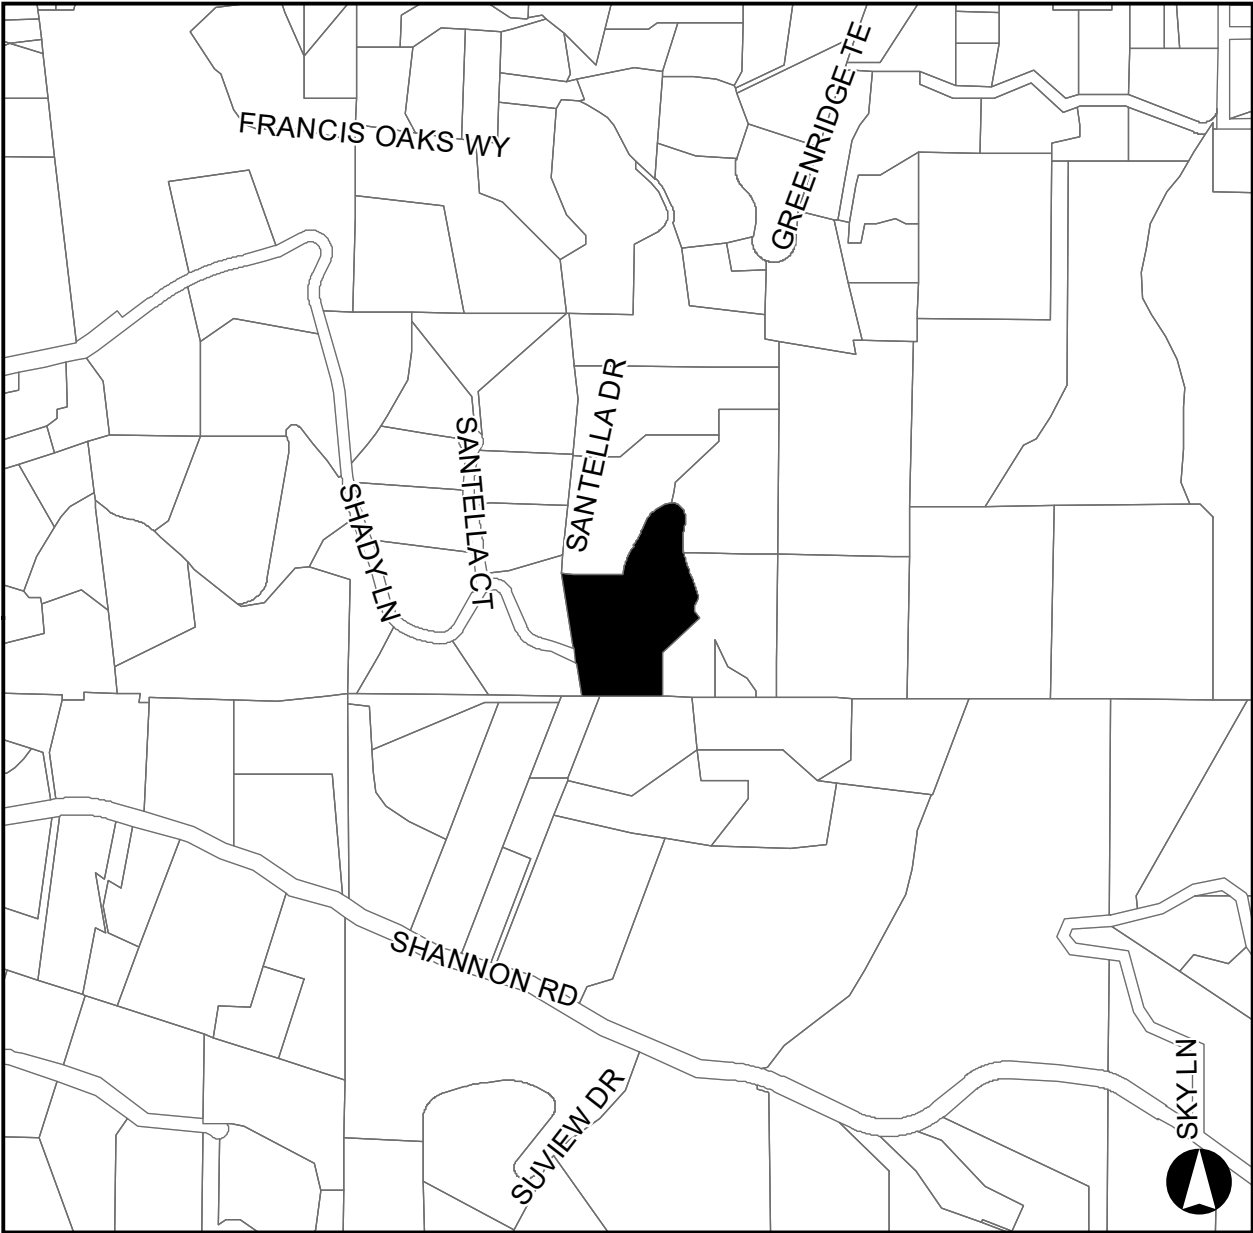 FRANCIS OAKS WY
GREENRIDGE TE
SANTELLA DR
SANTELLA CT
SHADY LN
SHANNON RD
SUVIEW DR
SKY LN